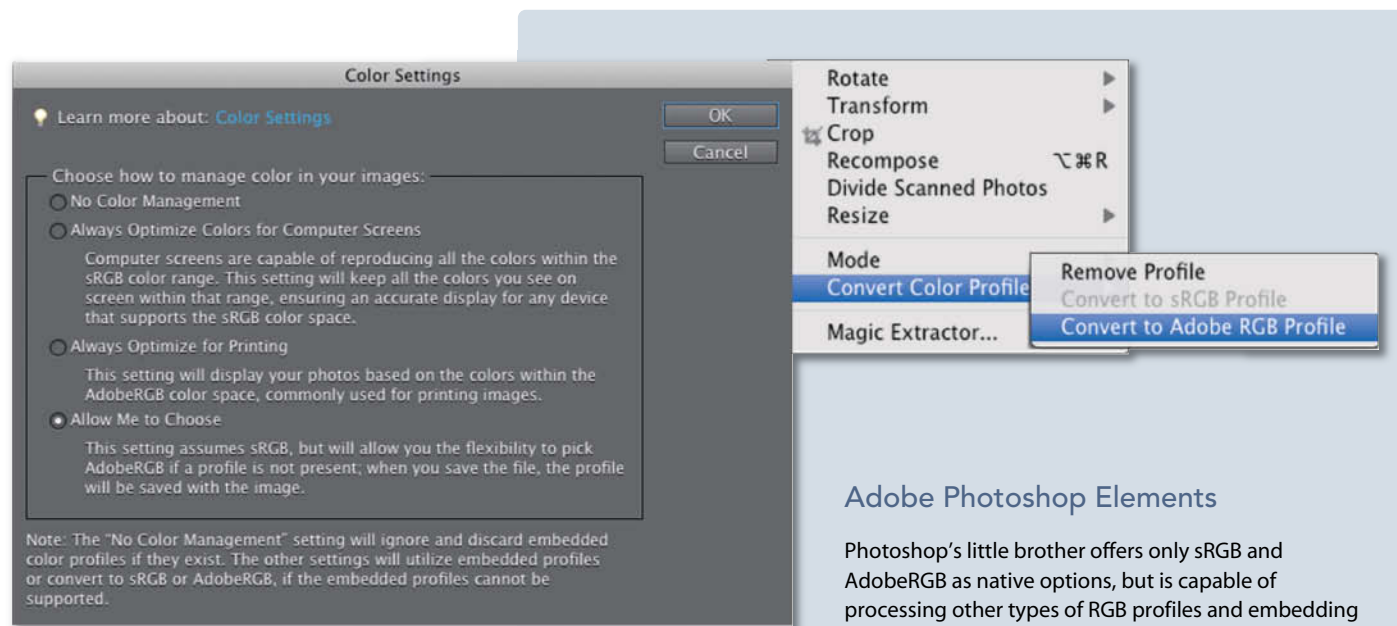 Color Settings
Learn more about: Color Settings
OK
Cancel
Choose how to manage color in your images:
No Color Management
Always Optimize Colors for Computer Screens
Computer screens are capable of reproducing all the colors within the
sRGB color range. This setting will keep all the colors you see on
screen within that range, ensuring an accurate display for any device
that supports the sRGB color space.
Always Optimize for Printing
This setting will display your photos based on the colors within the
AdobeRGB color space, commonly used for printing images.
Allow Me to Choose
This setting assumes sRGB, but will allow you the flexibility to pick
AdobeRGB if a profile is not present; when you save the file, the profile
will be saved with the image.
Note: The "No Color Management" setting will ignore and discard embedded
color profiles if they exist. The other settings will utilize embedded profiles
or convert to sRGB or AdobeRGB, if the embedded profiles cannot be
supported.
Rotate
Transform
Crop
Recompose ⌥⌘R
Divide Scanned Photos
Resize
Mode
Convert Color Profile
Magic Extractor...
Remove Profile
Convert to sRGB Profile
Convert to Adobe RGB Profile
Adobe Photoshop Elements
Photoshop’s little brother offers only sRGB and
AdobeRGB as native options, but is capable of
processing other types of RGB profiles and embedding